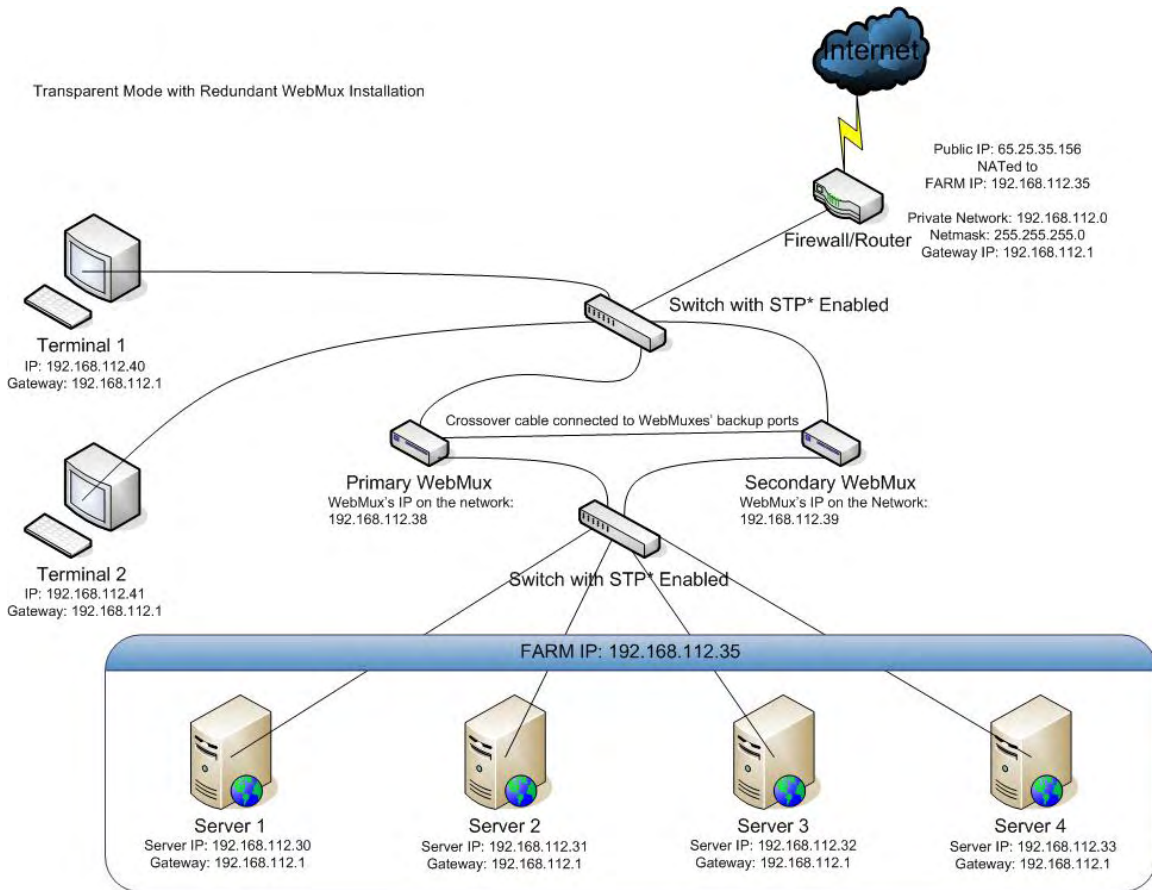 Internet
Transparent Mode with Redundant WebMux Installation
Public IP: 65.25.35.156
NATed to
FARM IP: 192.168.112.35
Private Network: 192.168.112.0
Netmask: 255.255.255.0
Gateway IP: 192.168.112.1
Firewall/Router
Switch with STP* Enabled
Terminal 1
IP: 192.168.112.40
Gateway: 192.168.112.1
Crossover cable connected to WebMuxes' backup ports
Primary WebMux
WebMux's IP on the network:
192.168.112.38
Secondary WebMux
WebMux's IP on the Network:
192.168.112.39
Terminal 2
IP: 192.168.112.41
Gateway: 192.168.112.1
Switch with STP* Enabled
FARM IP: 192.168.112.35
Server 1
Server IP: 192.168.112.30
Gateway: 192.168.112.1
Server 2
Server IP: 192.168.112.31
Gateway: 192.168.112.1
Server 3
Server IP: 192.168.112.32
Gateway: 192.168.112.1
Server 4
Server IP: 192.168.112.33
Gateway: 192.168.112.1